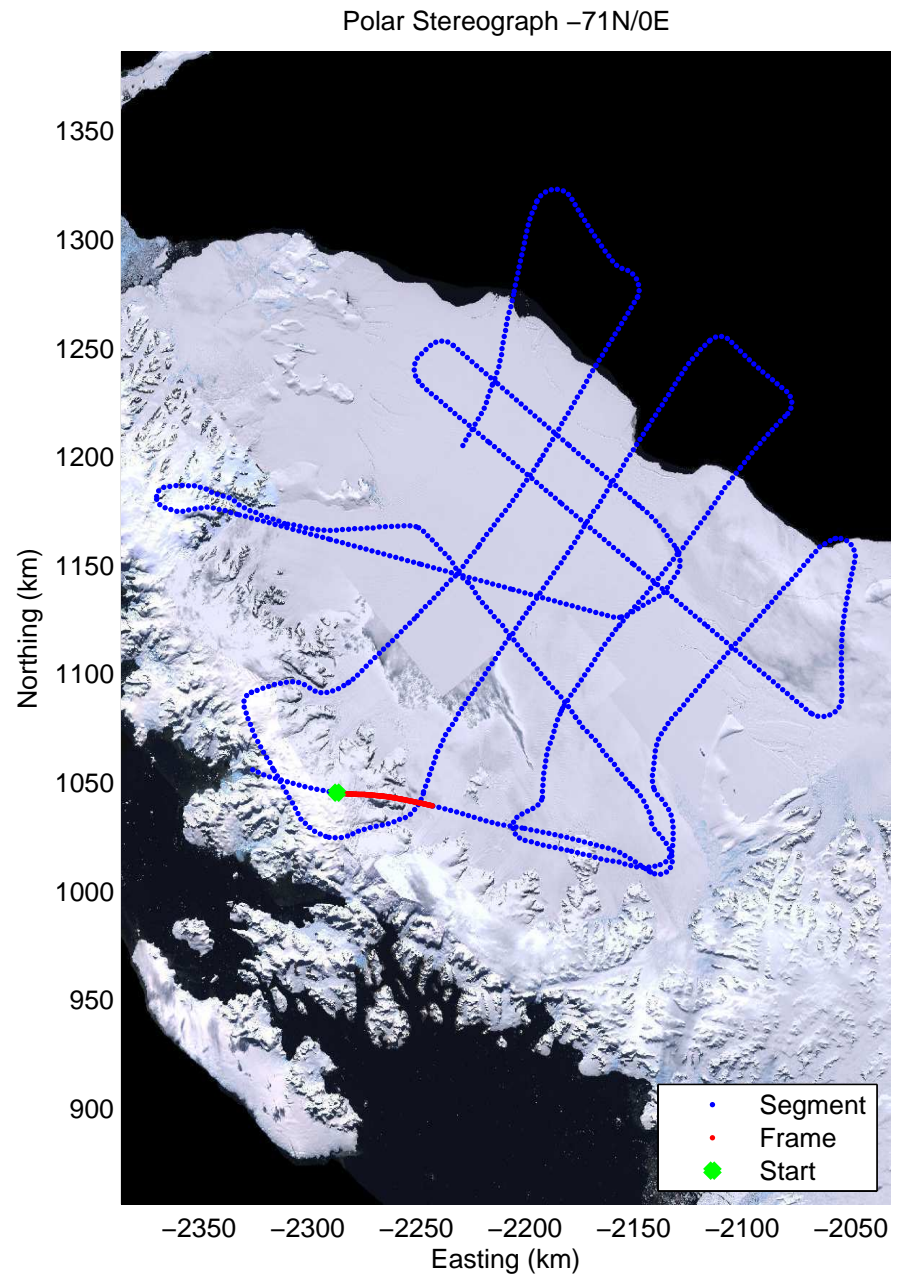 Polar Stereograph −71N/0E
1350
1300
1250
1200
1150
1100
1050
1000
950
900
Northing (km)
−2350 −2300 −2250 −2200 −2150 −2100 −2050
Easting (km)
Segment
Frame
Start